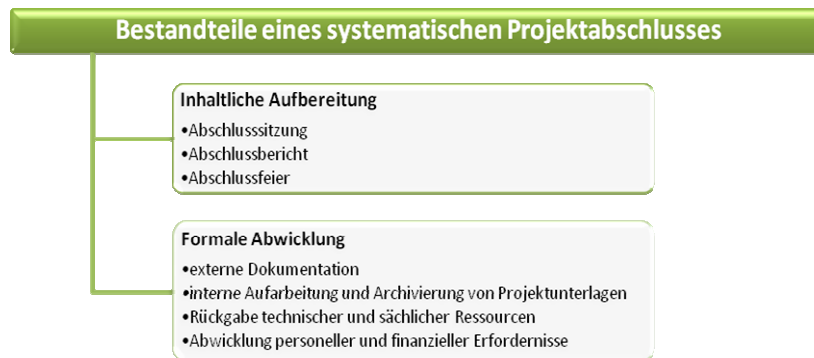 Bestandteile eines systematischen Projektabschlusses
Inhaltliche Aufbereitung
•Abschlusssitzung
•Abschlussbericht
•Abschlussfeier
Formale Abwicklung
•externe Dokumentation
•interne Aufarbeitung und Archivierung von Projektunterlagen
•Rückgabe technischer und sächlicher Ressourcen
•Abwicklung personeller und finanzieller Erfordernisse